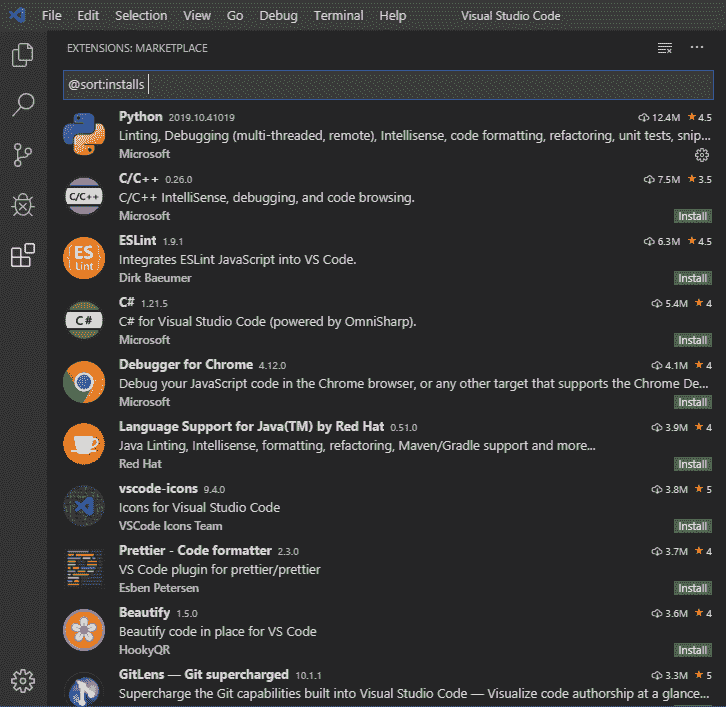 File Edit Selection View Go Debug Terminal Help Visual Studio Code
EXTENSIONS: MARKETPLACE
@sort:installs
Python 2019.10.41019 12.4M 4.5
Linting, Debugging (multi-threaded, remote), Intellisense, code formatting, refactoring, unit tests, snip...
Microsoft
C/C++
C/C++ 0.26.0 7.5M 3.5
C/C++ IntelliSense, debugging, and code browsing.
Microsoft Install
ES
Lint
ESLint 1.9.1 6.3M 4.5
Integrates ESLint JavaScript into VS Code.
Dirk Baeumer Install
C#
C# 1.21.5 5.4M 4
C# for Visual Studio Code (powered by OmniSharp).
Microsoft Install
Debugger for Chrome 4.12.0 4.1M 4
Debug your JavaScript code in the Chrome browser, or any other target that supports the Chrome De...
Microsoft Install
Language Support for Java(TM) by Red Hat 0.51.0 3.9M 4
Java Linting, Intellisense, formatting, refactoring, Maven/Gradle support and more...
Red Hat Install
vscode-icons 9.4.0 3.8M 5
Icons for Visual Studio Code
VSCode Icons Team Install
Prettier - Code formatter 2.3.0 3.7M 4
VS Code plugin for prettier/prettier
Esben Petersen Install
Beautify 1.5.0 3.6M 4
Beautify code in place for VS Code
HookyQR Install
GitLens — Git supercharged 10.1.1 3.3M 5
Supercharge the Git capabilities built into Visual Studio Code — Visualize code authorship at a glance...